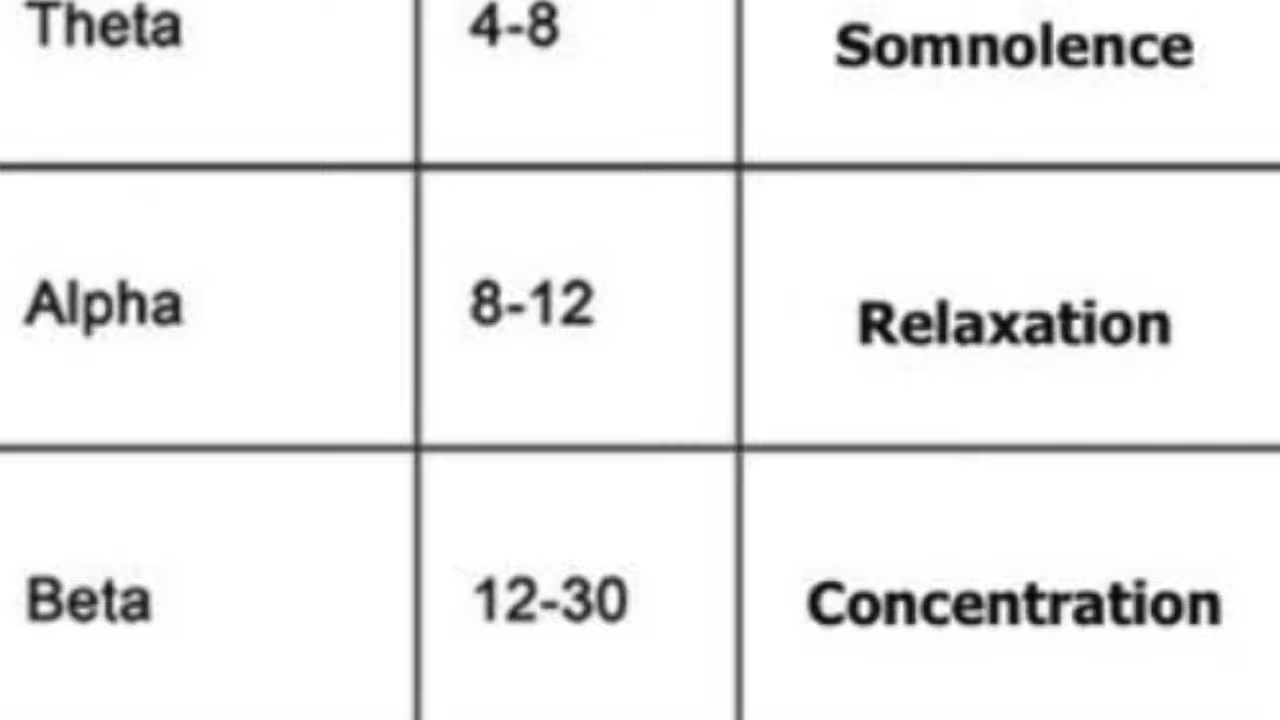 Theta 4-8 Somnolence
Alpha 8-12 Relaxation
Beta 12-30 Concentration